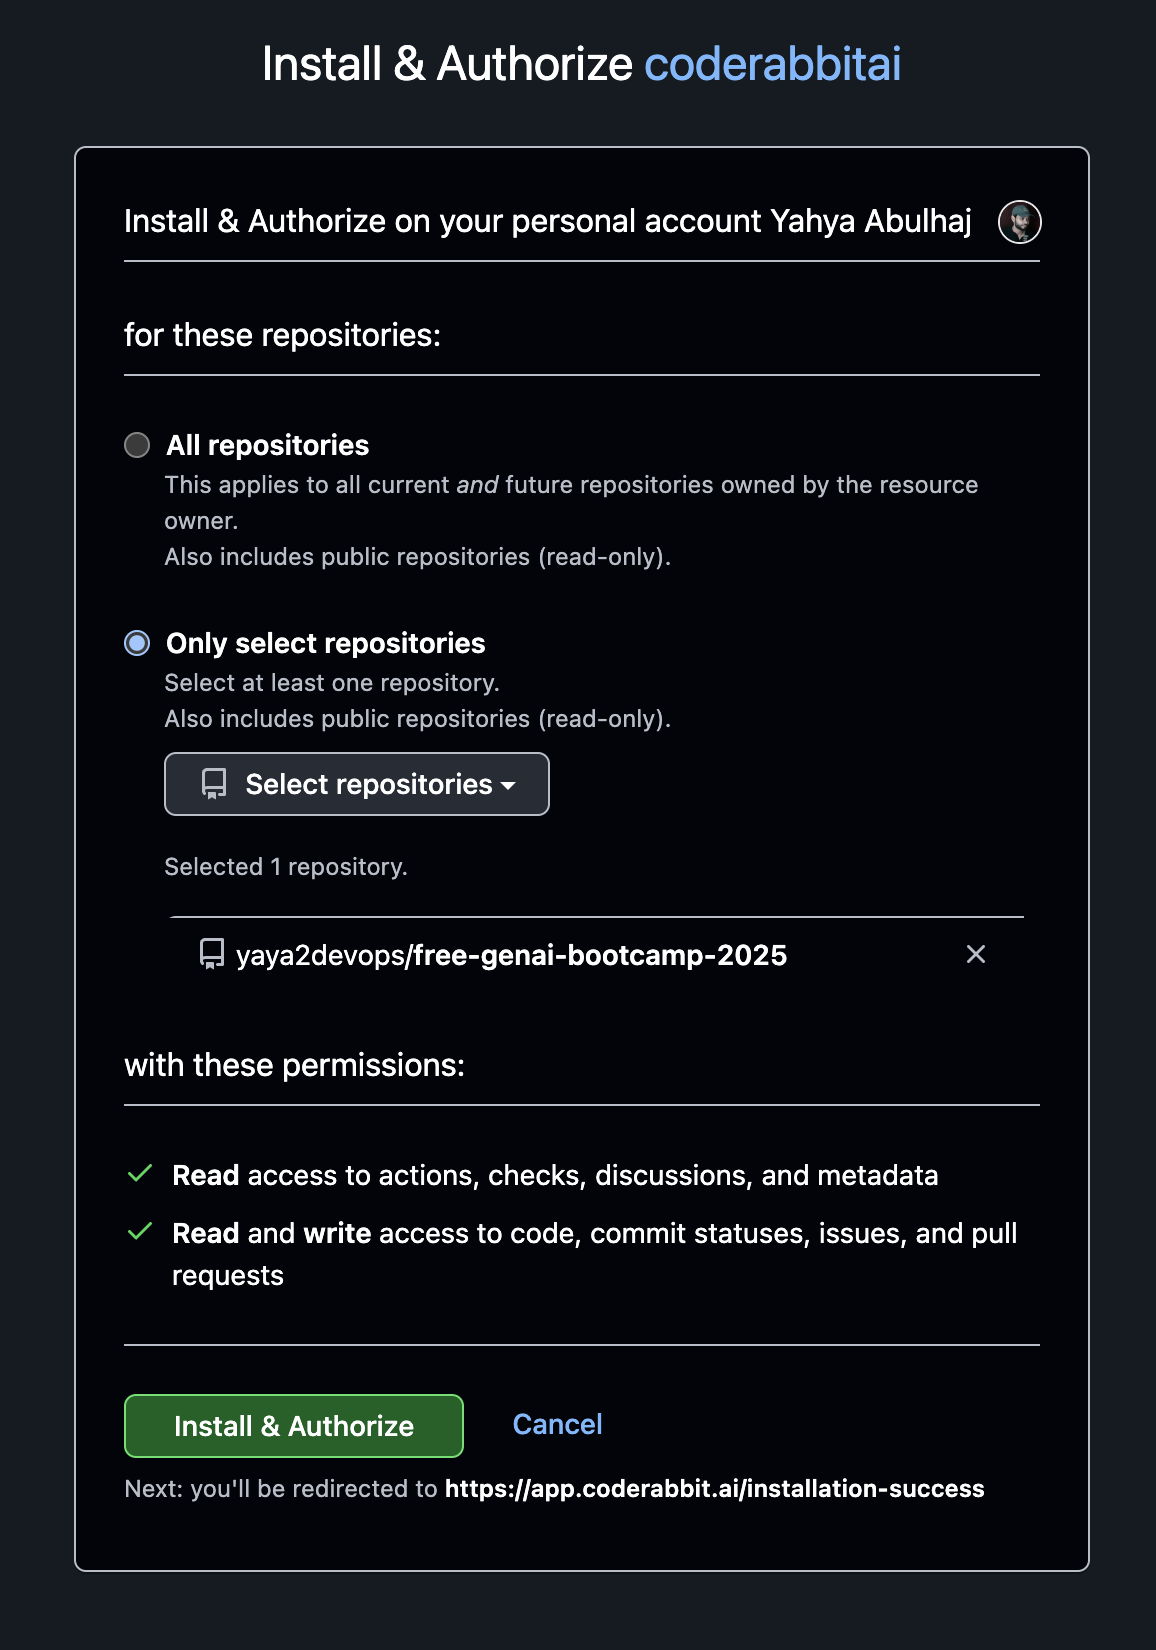 Install & Authorize coderabbitai
Install & Authorize on your personal account Yahya Abulhaj
for these repositories:
All repositories
This applies to all current and future repositories owned by the resource
owner.
Also includes public repositories (read-only).
Only select repositories
Select at least one repository.
Also includes public repositories (read-only).
Select repositories
Selected 1 repository.
yaya2devops/free-genai-bootcamp-2025
with these permissions:
Read access to actions, checks, discussions, and metadata
Read and write access to code, commit statuses, issues, and pull
requests
Install & Authorize
Cancel
Next: you'll be redirected to https://app.coderabbit.ai/installation-success